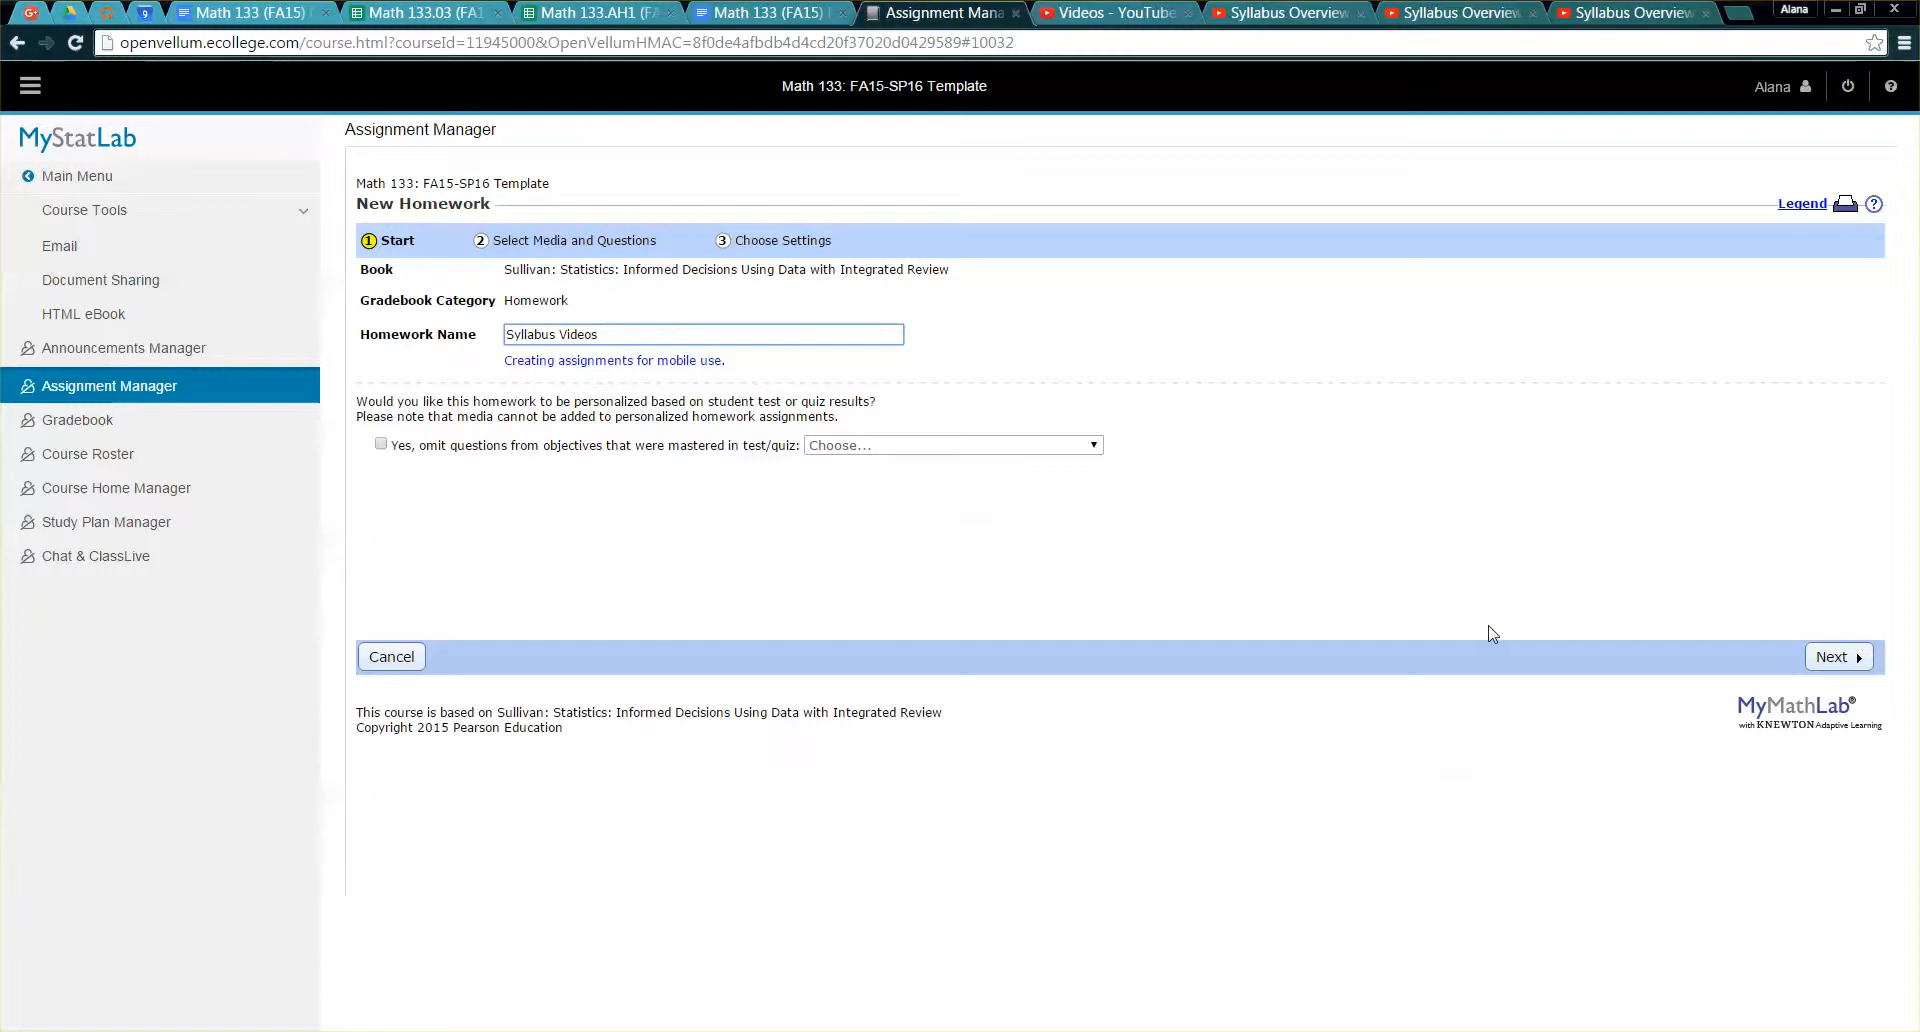 Math 133 (FA15)
Math 133.03 (FA1
Math 133.AH1 (FA
Math 133 (FA15)
Assignment Mana
Videos - YouTube
Syllabus Overview
Syllabus Overview
Syllabus Overview
Alana
openvellum.ecollege.com/course.html?courseId=11945000&OpenVellumHMAC=8f0de4afbdb4d4cd20f37020d0429589#10032
Math 133: FA15-SP16 Template
Alana
MyStatLab
Main Menu
Course Tools
Email
Document Sharing
HTML eBook
Announcements Manager
Assignment Manager
Gradebook
Course Roster
Course Home Manager
Study Plan Manager
Chat & ClassLive
Assignment Manager
Math 133: FA15-SP16 Template
New Homework
Legend ?
1 Start 2 Select Media and Questions 3 Choose Settings
Book Sullivan: Statistics: Informed Decisions Using Data with Integrated Review
Gradebook Category Homework
Homework Name Syllabus Videos
Creating assignments for mobile use.
Would you like this homework to be personalized based on student test or quiz results?
Please note that media cannot be added to personalized homework assignments.
Yes, omit questions from objectives that were mastered in test/quiz: Choose...
Cancel
Next
This course is based on Sullivan: Statistics: Informed Decisions Using Data with Integrated Review
Copyright 2015 Pearson Education
MyMathLab®
with KNEWTON Adaptive Learning